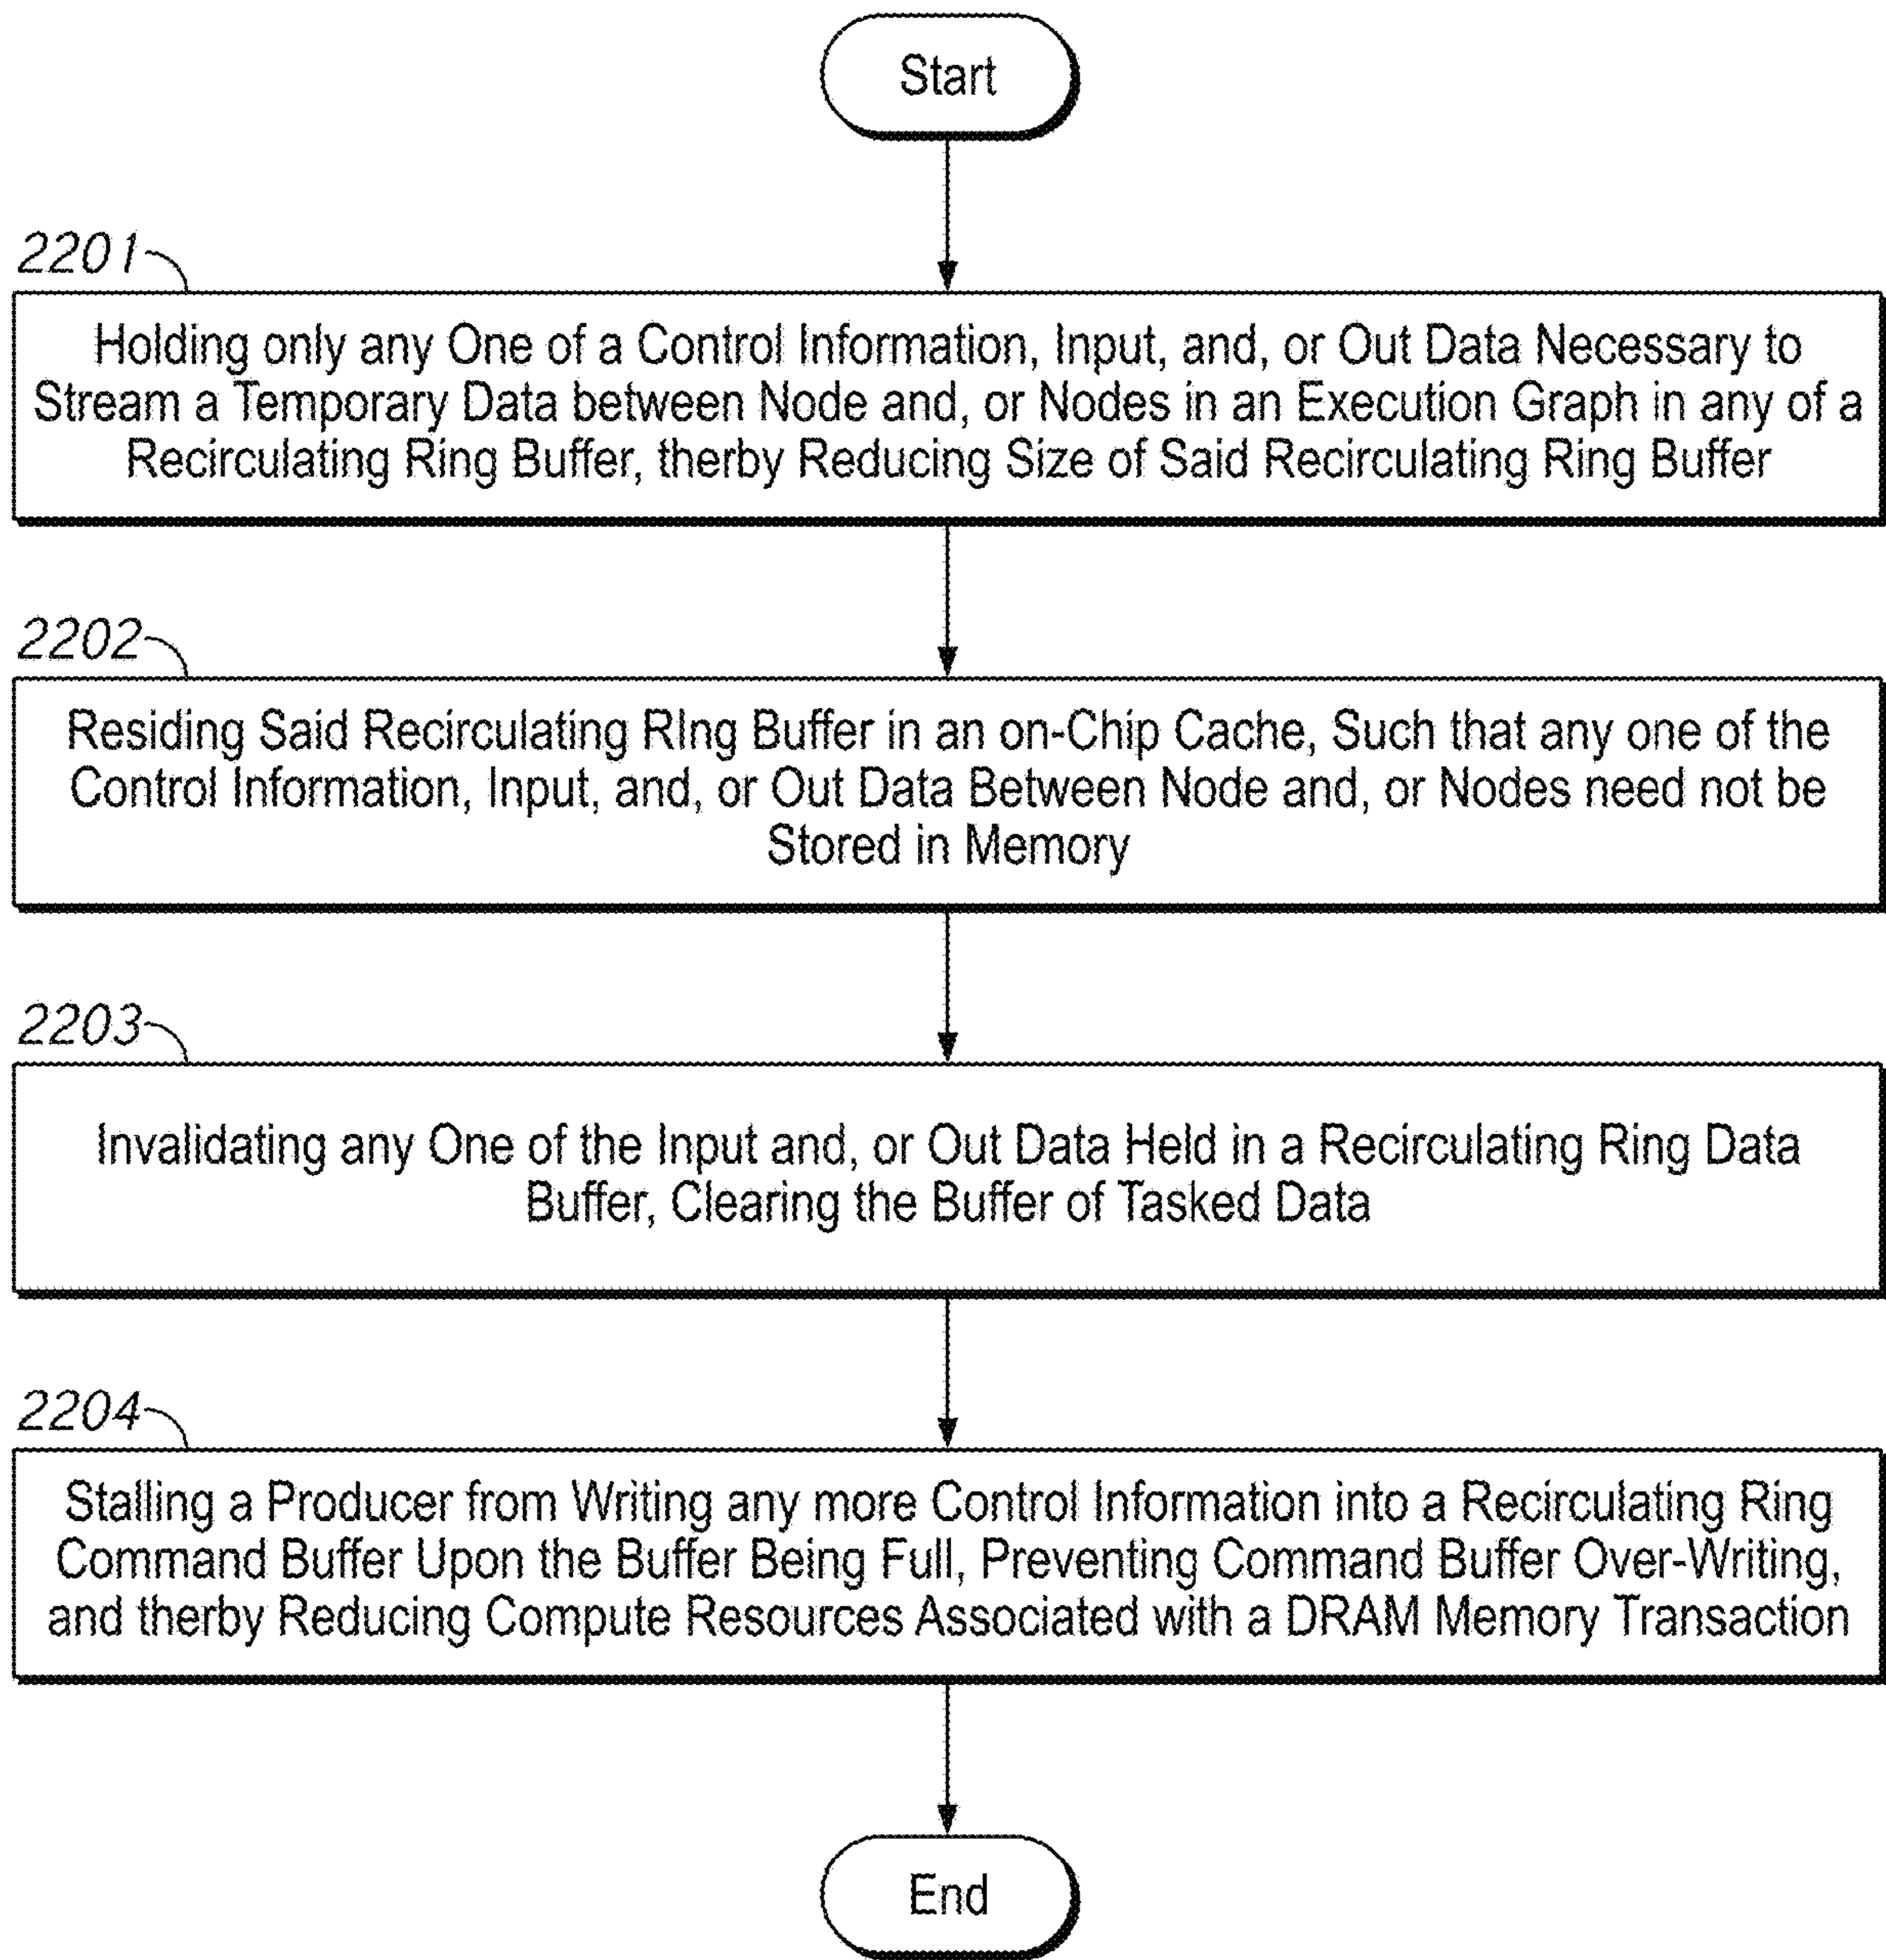 Start
2201
Holding only any One of a Control Information, Input, and, or Out Data Necessary to
Stream a Temporary Data between Node and, or Nodes in an Execution Graph in any of a
Recirculating Ring Buffer, therby Reducing Size of Said Recirculating Ring Buffer
2202
Residing Said Recirculating RIng Buffer in an on-Chip Cache, Such that any one of the
Control Information, Input, and, or Out Data Between Node and, or Nodes need not be
Stored in Memory
2203
Invalidating any One of the Input and, or Out Data Held in a Recirculating Ring Data
Buffer, Clearing the Buffer of Tasked Data
2204
Stalling a Producer from Writing any more Control Information into a Recirculating Ring
Command Buffer Upon the Buffer Being Full, Preventing Command Buffer Over-Writing,
and therby Reducing Compute Resources Associated with a DRAM Memory Transaction
End